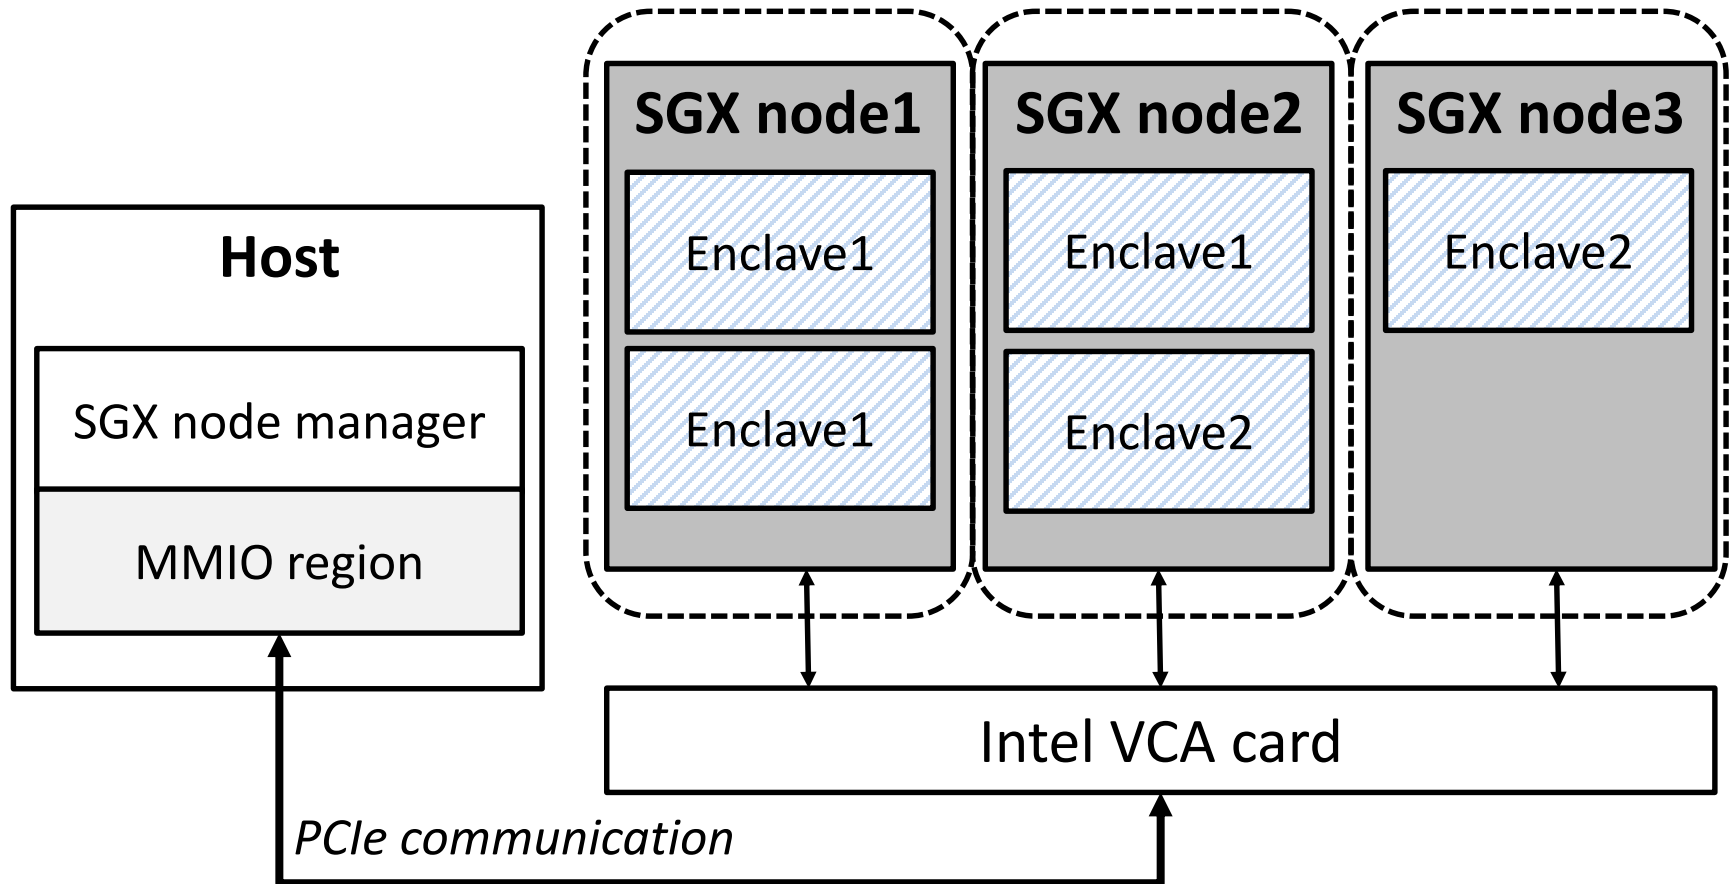 Host
SGX node manager
MMIO region
SGX node1
Enclave1
Enclave1
SGX node2
Enclave1
Enclave2
SGX node3
Enclave2
Intel VCA card
PCIe communication